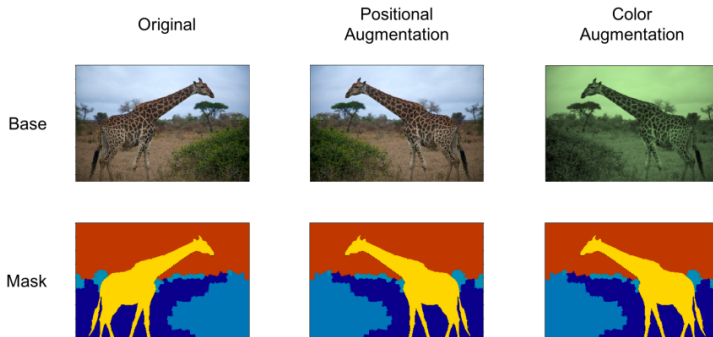 Original
Positional
Augmentation
Color
Augmentation
Base
Mask